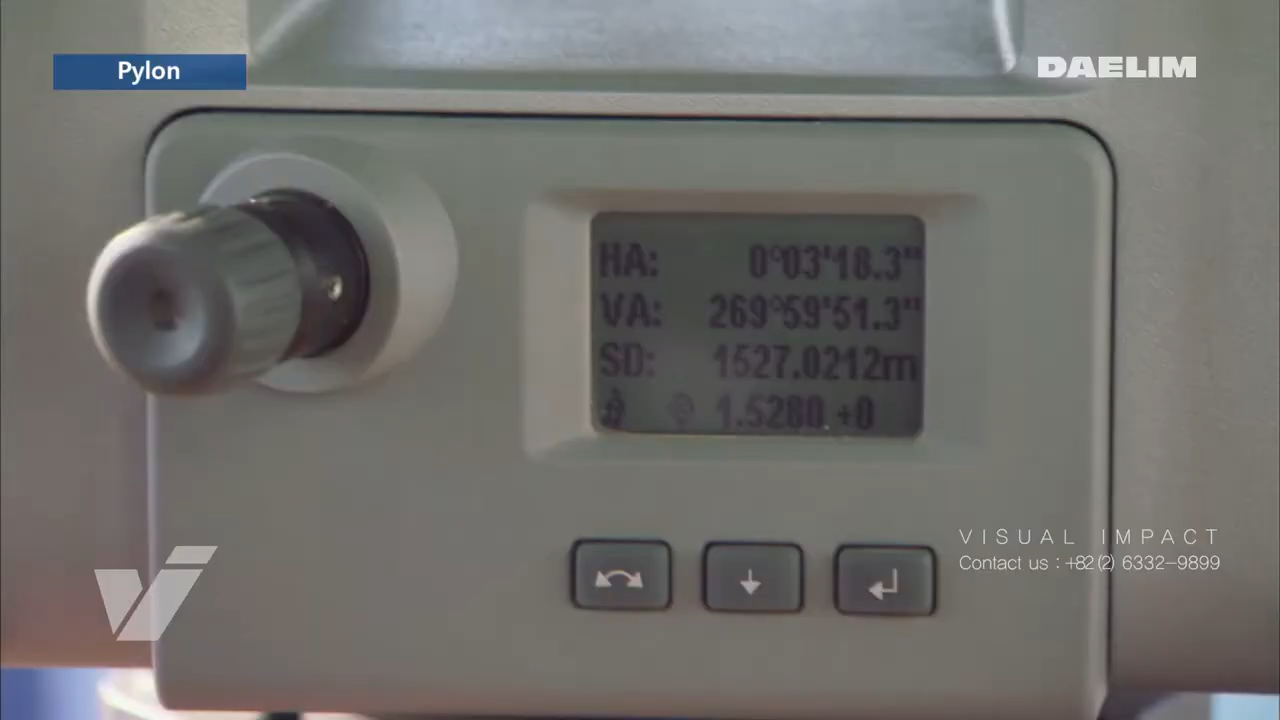 Pylon
DAELIM
HA: 0°03'18.3"
VA: 269°59'51.3"
SD: 1527.0212m
1.5280 +0
VISUAL IMPACT
Contact us : +82(2) 6332-9899